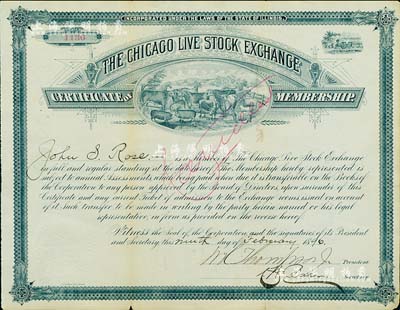 INCORPORATED UNDER THE LAWS OF THE STATE OF ILLINOIS.
1136
THE CHICAGO LIVE STOCK EXCHANGE
CERTIFICATE OF MEMBERSHIP.
John S. Rose is a Member of The Chicago Live Stock Exchange
in full and regular standing at the date hereof. The Membership hereby represented is
subject to annual Assessments and being paid when due it is transferable on the Books of
the Corporation to any person approved by the Board of Directors upon surrender of this
Certificate and any current Ticket of admission to the Exchange rooms issued on account
of it. Such transfer to be made in writing by the party herein named or his legal
representative, in form as provided on the reverse hereof.
Witness the Seal of the Corporation and the signatures of its President
and Secretary this ninth day of February 1896.
President
Secretary